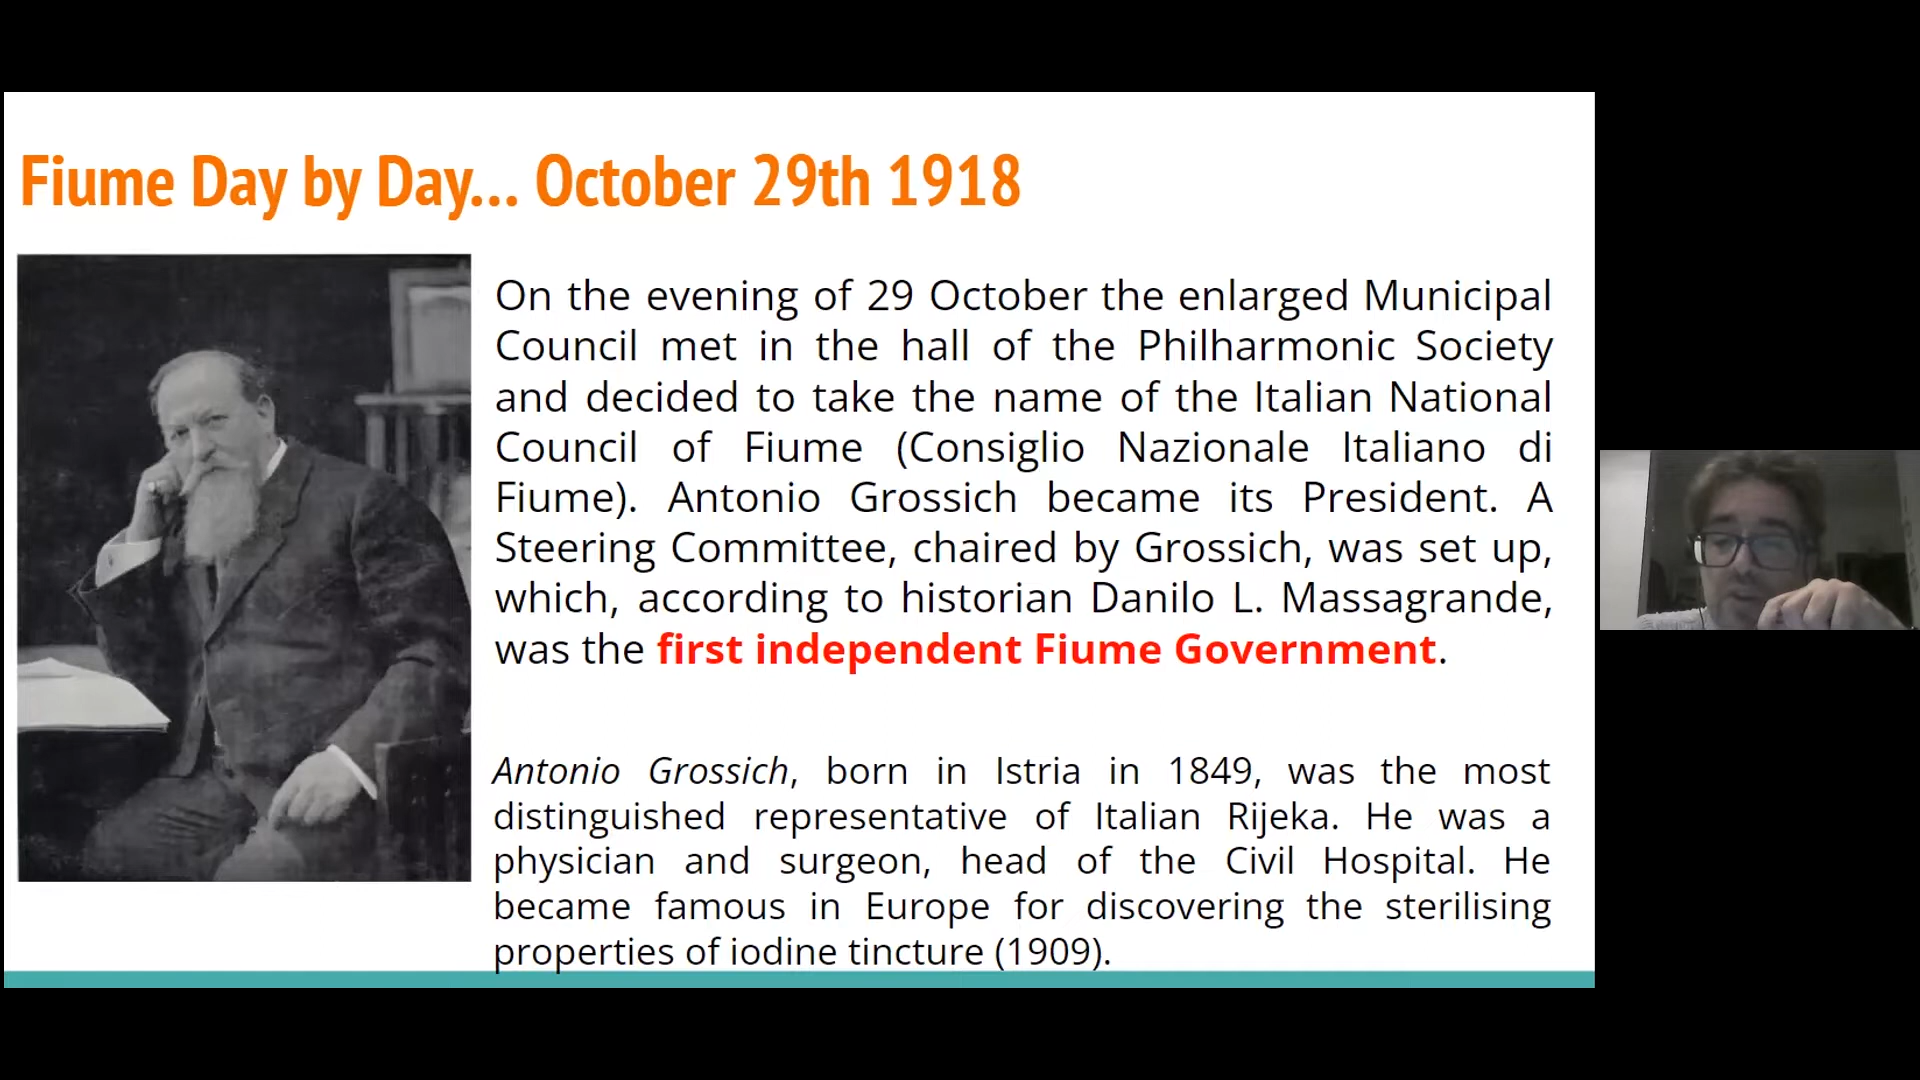 Fiume Day by Day... October 29th 1918
On the evening of 29 October the enlarged Municipal
Council met in the hall of the Philharmonic Society
and decided to take the name of the Italian National
Council of Fiume (Consiglio Nazionale Italiano di
Fiume). Antonio Grossich became its President. A
Steering Committee, chaired by Grossich, was set up,
which, according to historian Danilo L. Massagrande,
was the first independent Fiume Government.
Antonio Grossich, born in Istria in 1849, was the most
distinguished representative of Italian Rijeka. He was a
physician and surgeon, head of the Civil Hospital. He
became famous in Europe for discovering the sterilising
properties of iodine tincture (1909).